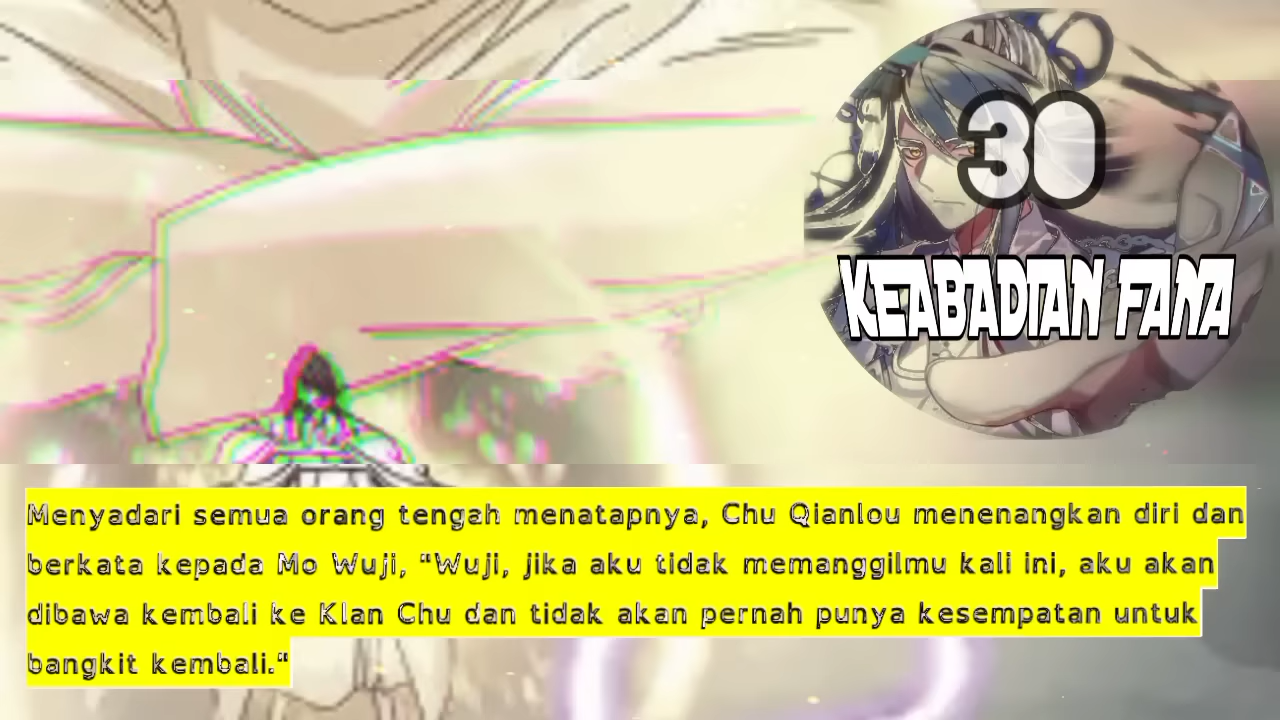 30
KEABADIAN FANA
Menyadari semua orang tengah menatapnya, Chu Qianlou menenangkan diri dan
berkata kepada Mo Wuji, "Wuji, jika aku tidak memanggilmu kali ini, aku akan
dibawa kembali ke Klan Chu dan tidak akan pernah punya kesempatan untuk
bangkit kembali."